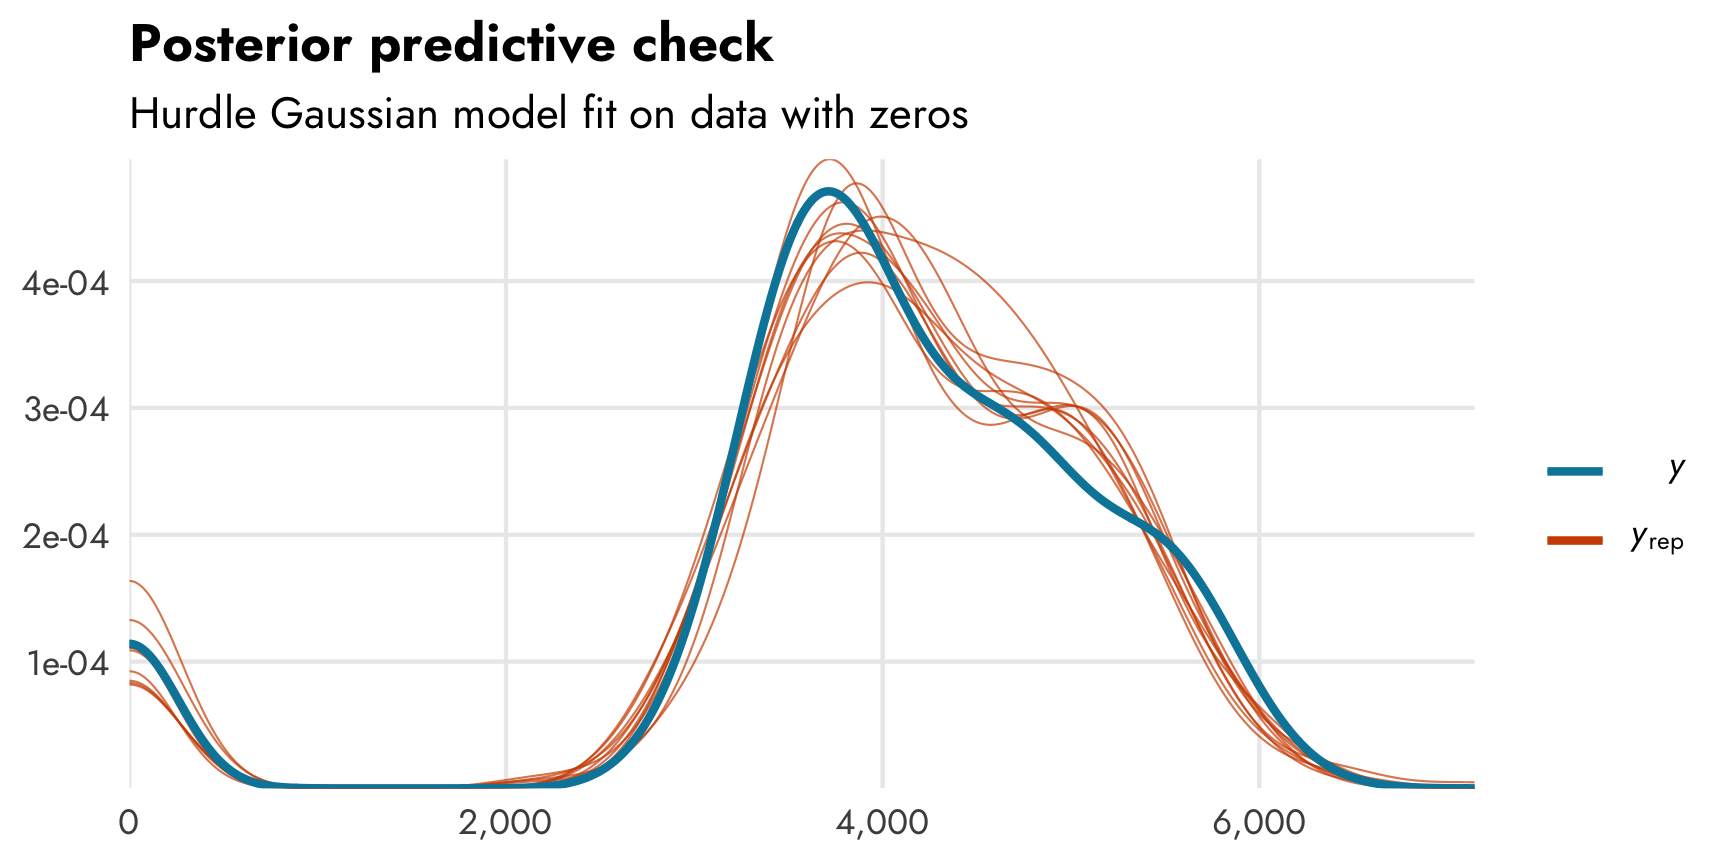 Posterior predictive check
Hurdle Gaussian model fit on data with zeros
4e-04
3e-04
2e-04
1e-04
0
2,000
4,000
6,000
y
yrep